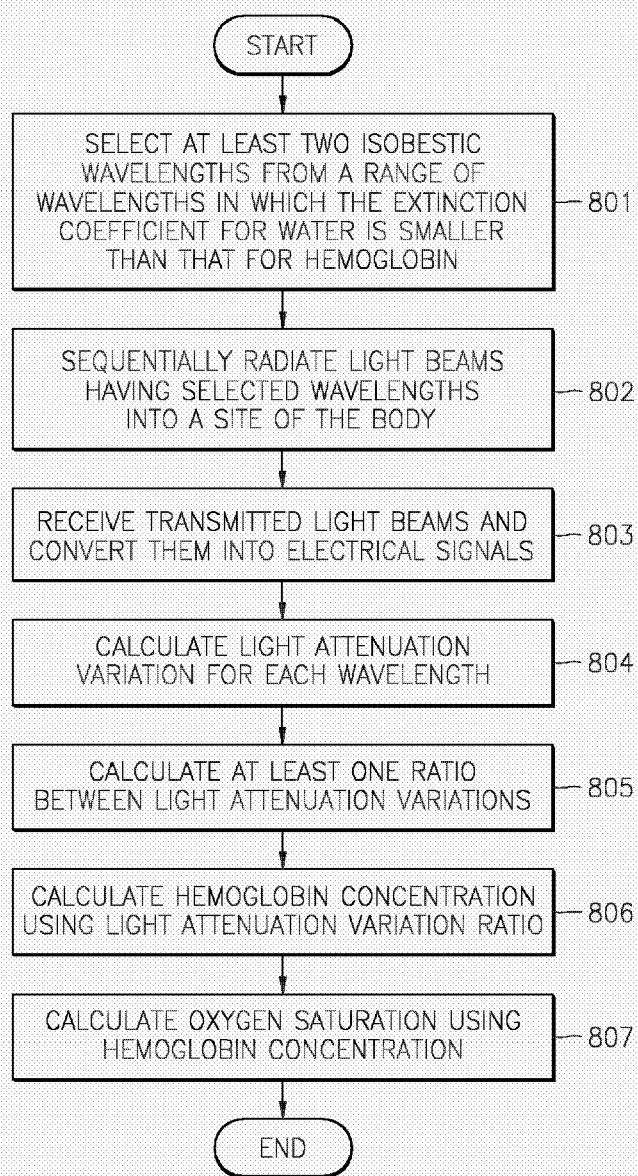 START
SELECT AT LEAST TWO ISOBESTIC
WAVELENGTHS FROM A RANGE OF
WAVELENGTHS IN WHICH THE EXTINCTION
COEFFICIENT FOR WATER IS SMALLER
THAN THAT FOR HEMOGLOBIN
801
SEQUENTIALLY RADIATE LIGHT BEAMS
HAVING SELECTED WAVELENGTHS
INTO A SITE OF THE BODY
802
RECEIVE TRANSMITTED LIGHT BEAMS AND
CONVERT THEM INTO ELECTRICAL SIGNALS
803
CALCULATE LIGHT ATTENUATION
VARIATION FOR EACH WAVELENGTH
804
CALCULATE AT LEAST ONE RATIO
BETWEEN LIGHT ATTENUATION VARIATIONS
805
CALCULATE HEMOGLOBIN CONCENTRATION
USING LIGHT ATTENUATION VARIATION RATIO
806
CALCULATE OXYGEN SATURATION USING
HEMOGLOBIN CONCENTRATION
807
END